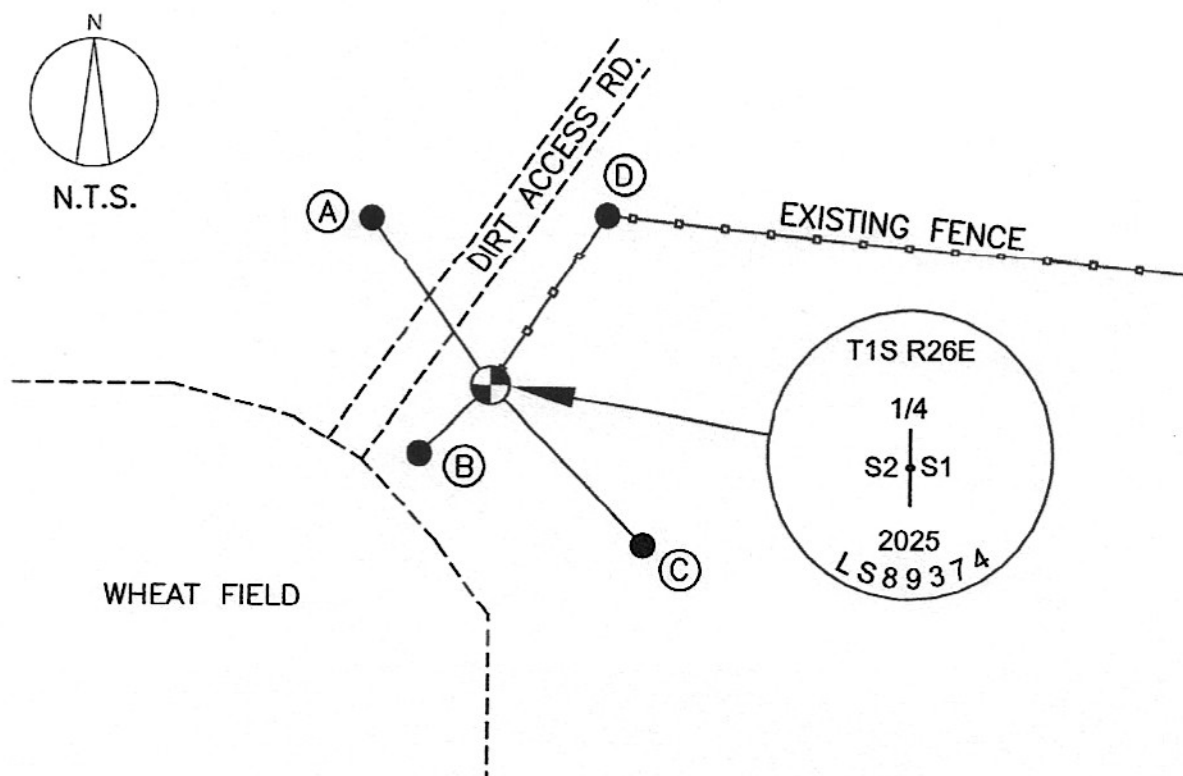 N
N.T.S.
A
DIRT ACCESS RD.
D
EXISTING FENCE
T1S R26E
1/4
S2 S1
2025
LS89374
B
C
WHEAT FIELD